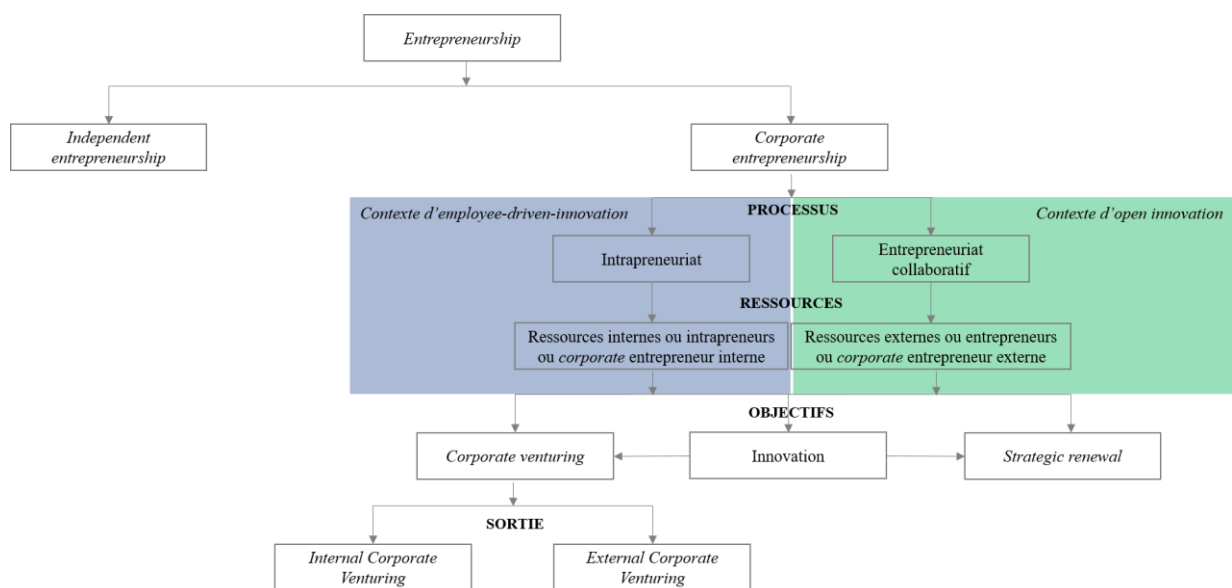 Entrepreneurship
Independent
entrepreneurship
Corporate
entrepreneurship
Contexte d'employee-driven-innovation
PROCESSUS
Contexte d'open innovation
Intrapreneuriat
Entrepreneuriat
collaboratif
RESSOURCES
Ressources internes ou intrapreneurs
ou corporate entrepreneur interne
Ressources externes ou entrepreneurs
ou corporate entrepreneur externe
OBJECTIFS
Corporate venturing
Innovation
Strategic renewal
SORTIE
Internal Corporate
Venturing
External Corporate
Venturing